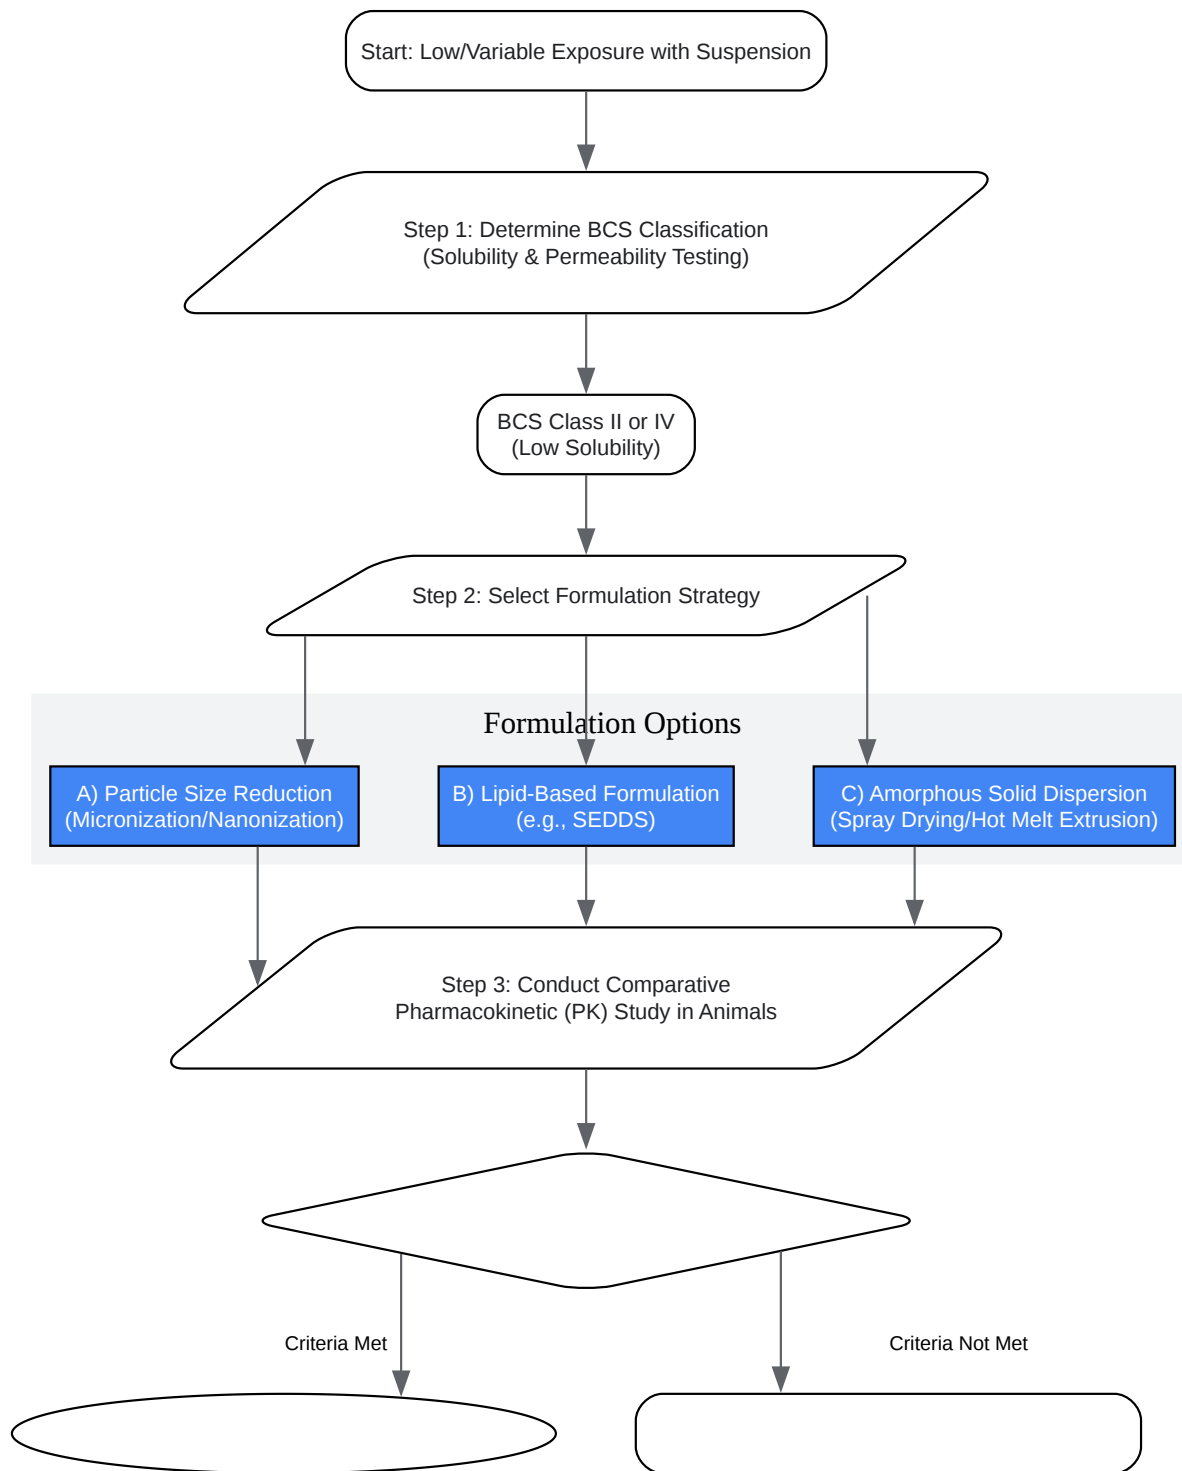 Start: Low/Variable Exposure with Suspension
Step 1: Determine BCS Classification
(Solubility & Permeability Testing)
BCS Class II or IV
(Low Solubility)
Step 2: Select Formulation Strategy
Formulation Options
A) Particle Size Reduction
(Micronization/Nanonization)
B) Lipid-Based Formulation
(e.g., SEDDS)
C) Amorphous Solid Dispersion
(Spray Drying/Hot Melt Extrusion)
Step 3: Conduct Comparative
Pharmacokinetic (PK) Study in Animals
Criteria Met
Criteria Not Met